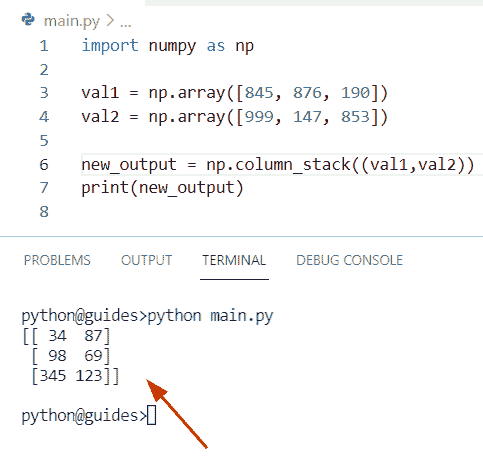 main.py > ...
1 import numpy as np
2
3 val1 = np.array([845, 876, 190])
4 val2 = np.array([999, 147, 853])
5
6 new_output = np.column_stack((val1,val2))
7 print(new_output)
8
PROBLEMS OUTPUT TERMINAL DEBUG CONSOLE
python@guides>python main.py
[[ 34  87]
 [ 98  69]
 [345 123]]
python@guides>